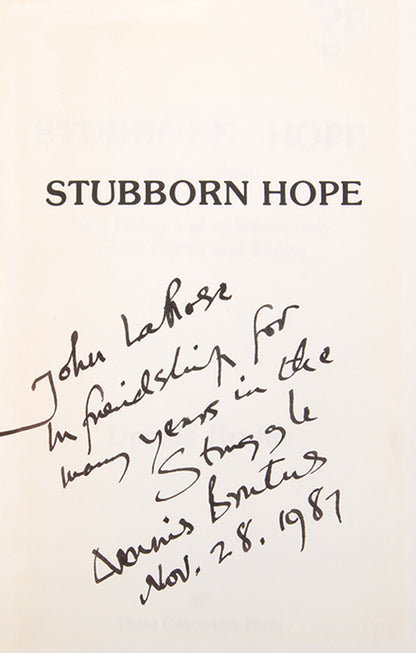 STUBBORN HOPE
John LaRose
In friendship for
many years in the
Struggle
Dennis Brutus
Nov. 28. 1987